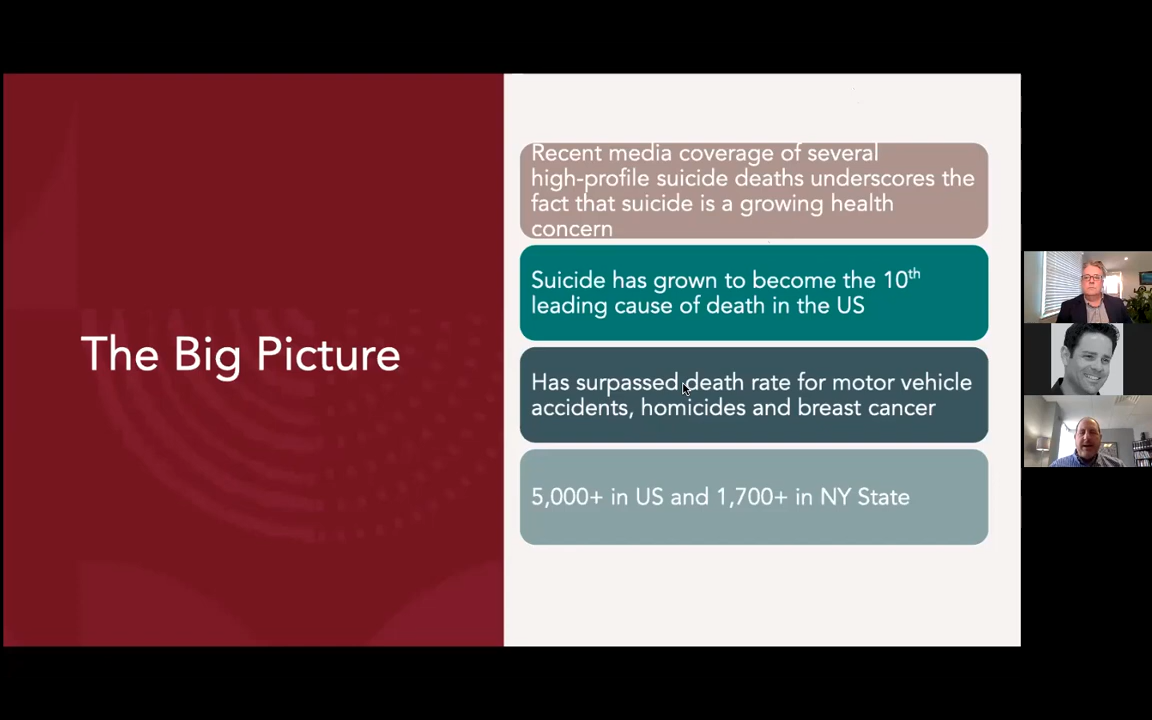 The Big Picture
Recent media coverage of several
high-profile suicide deaths underscores the
fact that suicide is a growing health
concern
Suicide has grown to become the 10th
leading cause of death in the US
Has surpassed death rate for motor vehicle
accidents, homicides and breast cancer
5,000+ in US and 1,700+ in NY State